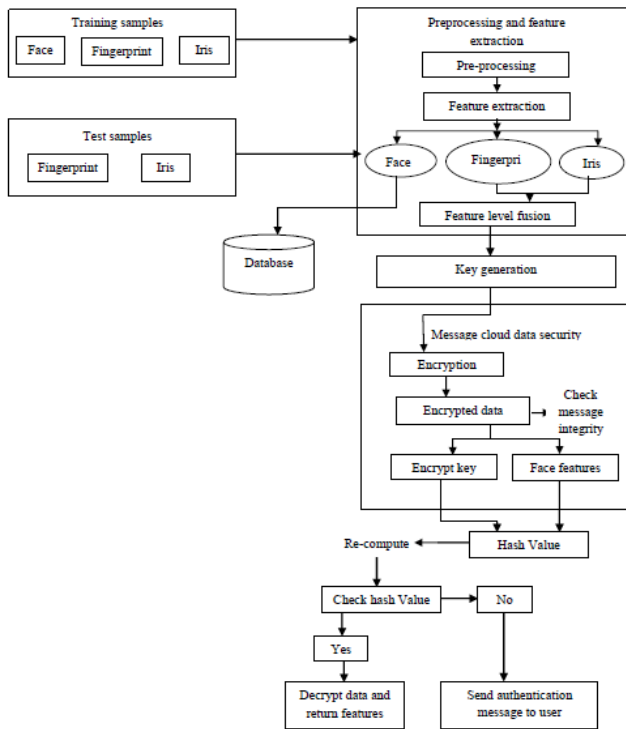 Training samples
Face
Fingerprint
Iris
Test samples
Fingerprint
Iris
Preprocessing and feature
extraction
Pre-processing
Feature extraction
Face
Fingerpri
Iris
Feature level fusion
Database
Key generation
Message cloud data security
Encryption
Encrypted data
Check
message
integrity
Encrypt key
Face features
Hash Value
Re-compute
Check hash Value
No
Yes
Decrypt data and
return features
Send authentication
message to user